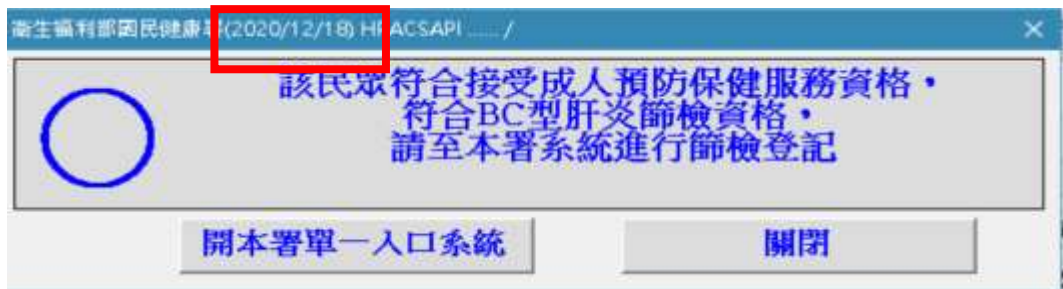 衛生福利部國民健康署(2020/12/18) HPACSAPI ...... /
該民眾符合接受成人預防保健服務資格，
符合BC型肝炎篩檢資格，
請至本署系統進行篩檢登記
開本署單一入口系統
關閉